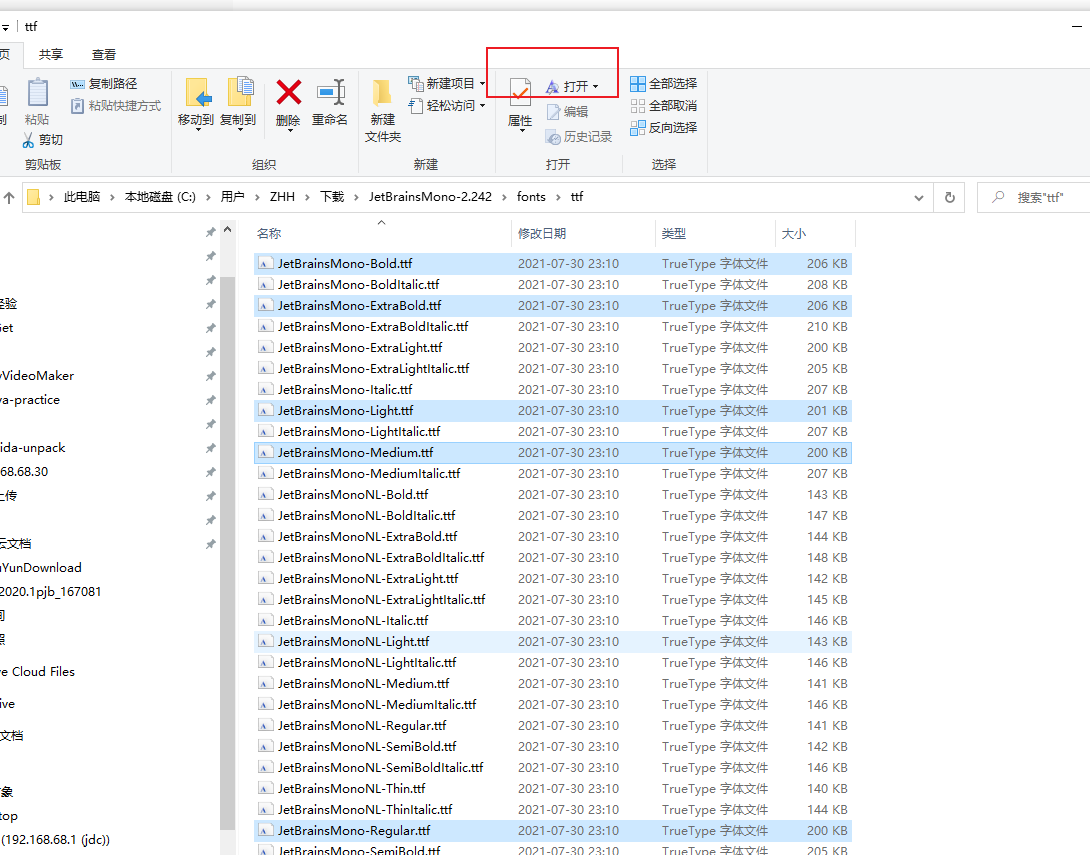 ttf
页 共享 查看
复制路径
粘贴快捷方式
粘贴
剪切
剪贴板
移动到 复制到 删除 重命名
组织
新建
文件夹
新建项目
轻松访问
新建
属性
打开
编辑
历史记录
打开
全部选择
全部取消
反向选择
选择
此电脑 本地磁盘 (C:) 用户 ZHH 下载 JetBrainsMono-2.242 fonts ttf
搜索"ttf"
名称 修改日期 类型 大小
JetBrainsMono-Bold.ttf 2021-07-30 23:10 TrueType 字体文件 206 KB
JetBrainsMono-BoldItalic.ttf 2021-07-30 23:10 TrueType 字体文件 208 KB
JetBrainsMono-ExtraBold.ttf 2021-07-30 23:10 TrueType 字体文件 206 KB
JetBrainsMono-ExtraBoldItalic.ttf 2021-07-30 23:10 TrueType 字体文件 210 KB
JetBrainsMono-ExtraLight.ttf 2021-07-30 23:10 TrueType 字体文件 200 KB
JetBrainsMono-ExtraLightItalic.ttf 2021-07-30 23:10 TrueType 字体文件 205 KB
JetBrainsMono-Italic.ttf 2021-07-30 23:10 TrueType 字体文件 207 KB
JetBrainsMono-Light.ttf 2021-07-30 23:10 TrueType 字体文件 201 KB
JetBrainsMono-LightItalic.ttf 2021-07-30 23:10 TrueType 字体文件 207 KB
JetBrainsMono-Medium.ttf 2021-07-30 23:10 TrueType 字体文件 200 KB
JetBrainsMono-MediumItalic.ttf 2021-07-30 23:10 TrueType 字体文件 207 KB
JetBrainsMonoNL-Bold.ttf 2021-07-30 23:10 TrueType 字体文件 143 KB
JetBrainsMonoNL-BoldItalic.ttf 2021-07-30 23:10 TrueType 字体文件 147 KB
JetBrainsMonoNL-ExtraBold.ttf 2021-07-30 23:10 TrueType 字体文件 144 KB
JetBrainsMonoNL-ExtraBoldItalic.ttf 2021-07-30 23:10 TrueType 字体文件 148 KB
JetBrainsMonoNL-ExtraLight.ttf 2021-07-30 23:10 TrueType 字体文件 142 KB
JetBrainsMonoNL-ExtraLightItalic.ttf 2021-07-30 23:10 TrueType 字体文件 145 KB
JetBrainsMonoNL-Italic.ttf 2021-07-30 23:10 TrueType 字体文件 146 KB
JetBrainsMonoNL-Light.ttf 2021-07-30 23:10 TrueType 字体文件 143 KB
JetBrainsMonoNL-LightItalic.ttf 2021-07-30 23:10 TrueType 字体文件 146 KB
JetBrainsMonoNL-Medium.ttf 2021-07-30 23:10 TrueType 字体文件 141 KB
JetBrainsMonoNL-MediumItalic.ttf 2021-07-30 23:10 TrueType 字体文件 146 KB
JetBrainsMonoNL-Regular.ttf 2021-07-30 23:10 TrueType 字体文件 141 KB
JetBrainsMonoNL-SemiBold.ttf 2021-07-30 23:10 TrueType 字体文件 142 KB
JetBrainsMonoNL-SemiBoldItalic.ttf 2021-07-30 23:10 TrueType 字体文件 146 KB
JetBrainsMonoNL-Thin.ttf 2021-07-30 23:10 TrueType 字体文件 140 KB
JetBrainsMonoNL-ThinItalic.ttf 2021-07-30 23:10 TrueType 字体文件 144 KB
JetBrainsMono-Regular.ttf 2021-07-30 23:10 TrueType 字体文件 200 KB
JetBrainsMono-SemiBold.ttf 2021-07-30 23:10 TrueType 字体文件 205 KB
VideoMaker
a-practice
ida-unpack
68.68.30
上传
云文档
YunDownload
2020.1pjb_167081
e Cloud Files
ive
文档
象
top
(192.168.68.1 (jdc))